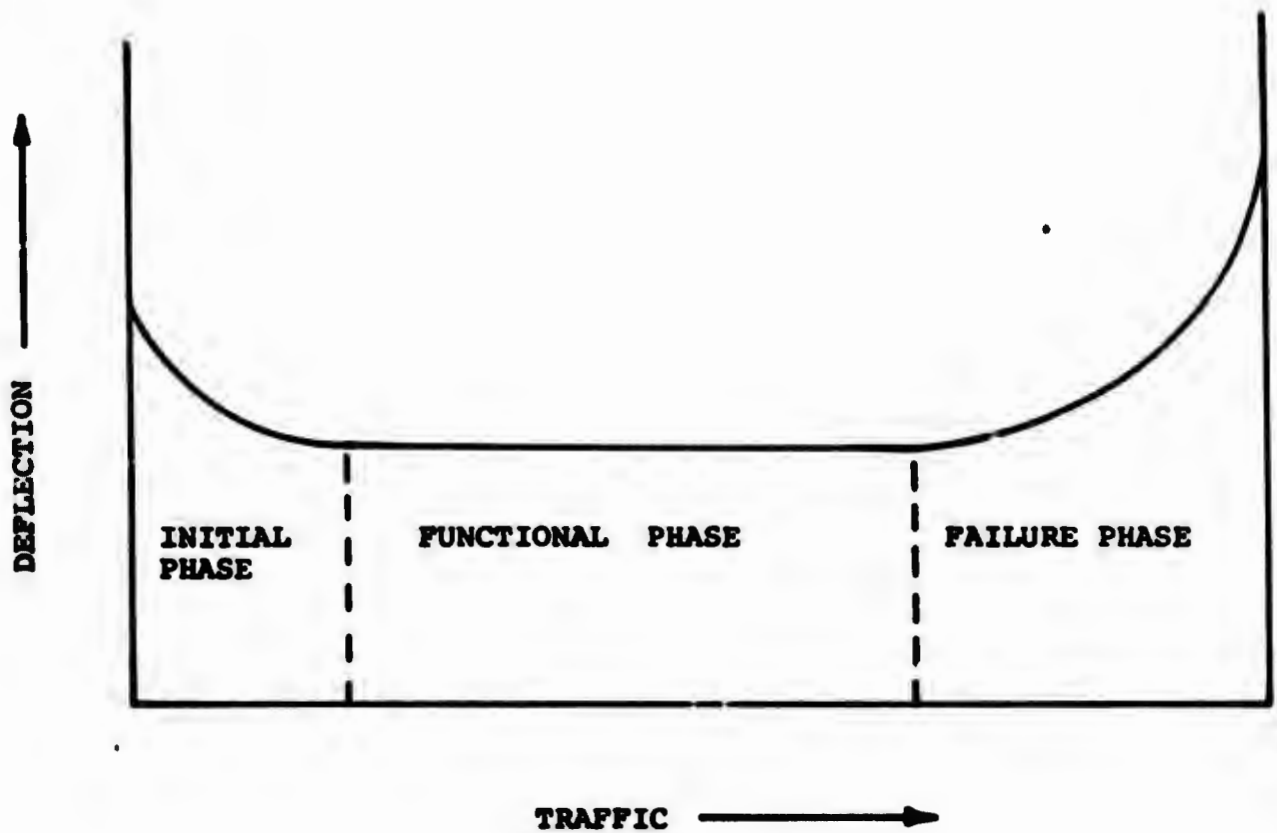 DEFLECTION
INITIAL
PHASE
FUNCTIONAL PHASE
FAILURE PHASE
TRAFFIC